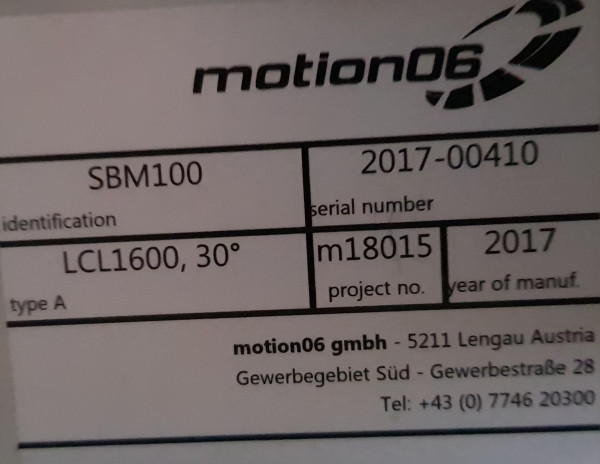 motion06
SBM100
identification
2017-00410
serial number
LCL1600, 30°
type A
m18015
project no.
2017
year of manuf.
motion06 gmbh - 5211 Lengau Austria
Gewerbegebiet Süd - Gewerbestraße 28
Tel: +43 (0) 7746 20300